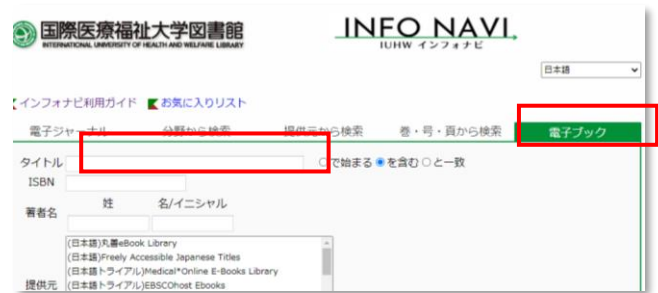 国際医療福祉大学図書館
INTERNATIONAL UNIVERSITY OF HEALTH AND WELFARE LIBRARY
INFO NAVI.
IUHW インフォナビ
日本語
インフォナビ利用ガイド お気に入りリスト
電子ジャーナル 分野から検索 提供元から検索 巻・号・頁から検索 電子ブック
タイトル で始まる を含む と一致
ISBN
姓 名/イニシャル
著者名
(日本語)丸善eBook Library
(日本語)Freely Accessible Japanese Titles
(日本語トライアル)Medical*Online E-Books Library
提供元 (日本語トライアル)EBSCOhost Ebooks